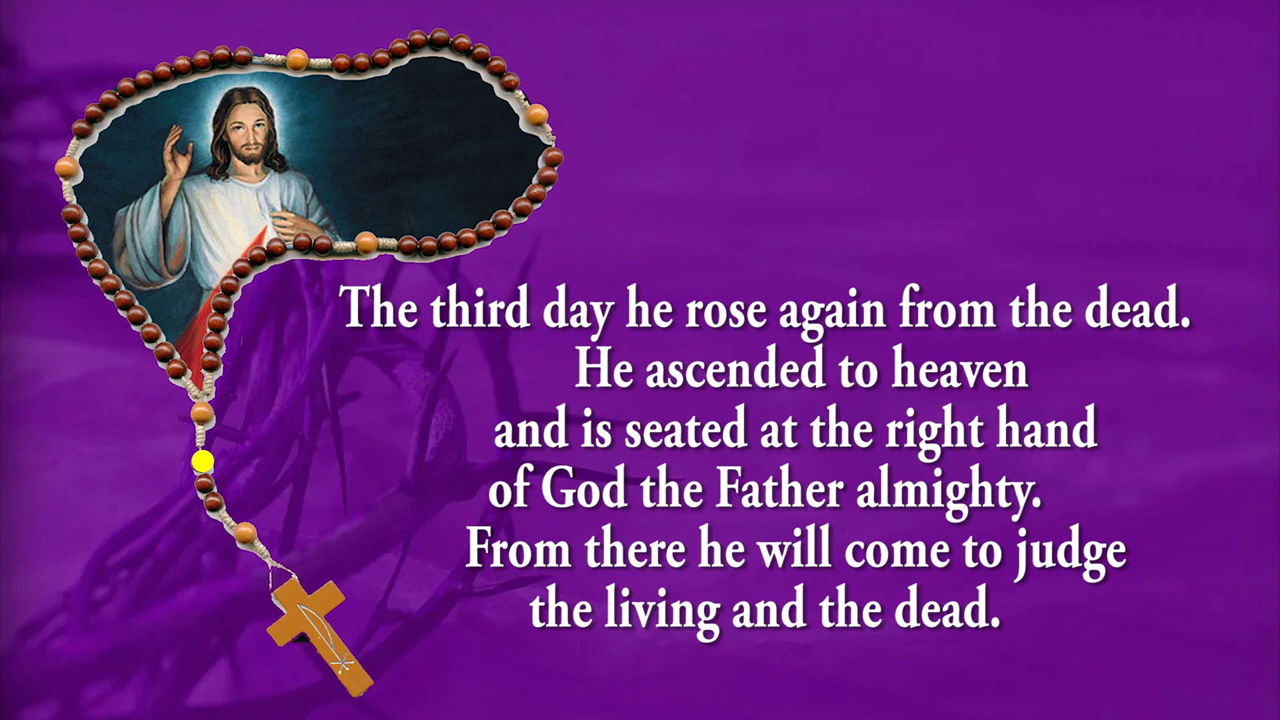 The third day he rose again from the dead.
He ascended to heaven
and is seated at the right hand
of God the Father almighty.
From there he will come to judge
the living and the dead.